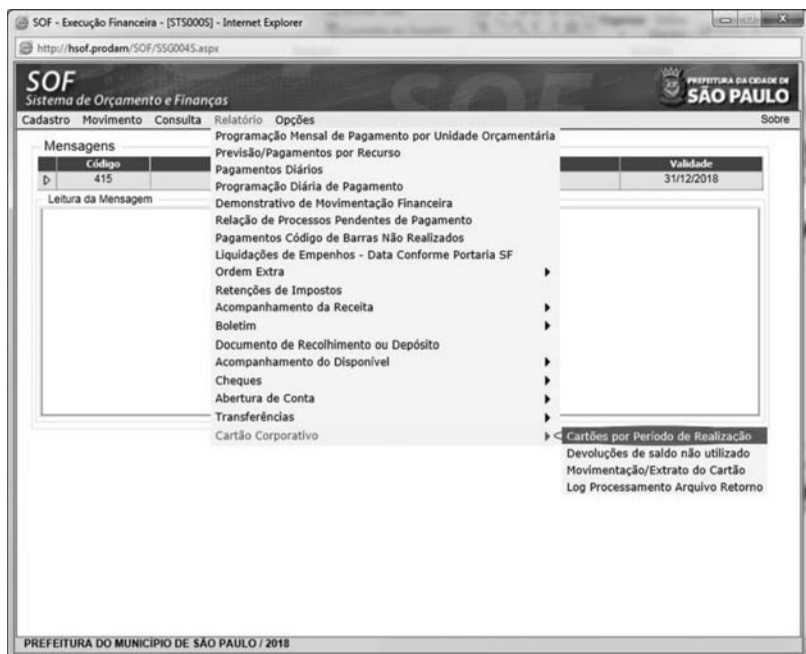 SOF - Execução Financeira - [STS000S] - Internet Explorer
http://hsof.prodam/SOF/SSG004S.aspx
SOF
Sistema de Orçamento e Finanças
PREFEITURA DA CIDADE DE
SÃO PAULO
Cadastro Movimento Consulta Relatório Opções Sobre
Mensagens
Código Validade
415 31/12/2018
Leitura da Mensagem
Programação Mensal de Pagamento por Unidade Orçamentária
Previsão/Pagamentos por Recurso
Pagamentos Diários
Programação Diária de Pagamento
Demonstrativo de Movimentação Financeira
Relação de Processos Pendentes de Pagamento
Pagamentos Código de Barras Não Realizados
Liquidações de Empenhos - Data Conforme Portaria SF
Ordem Extra
Retenções de Impostos
Acompanhamento da Receita
Boletim
Documento de Recolhimento ou Depósito
Acompanhamento do Disponível
Cheques
Abertura de Conta
Transferências
Cartão Corporativo
Cartões por Período de Realização
Devoluções de saldo não utilizado
Movimentação/Extrato do Cartão
Log Processamento Arquivo Retorno
PREFEITURA DO MUNICÍPIO DE SÃO PAULO / 2018